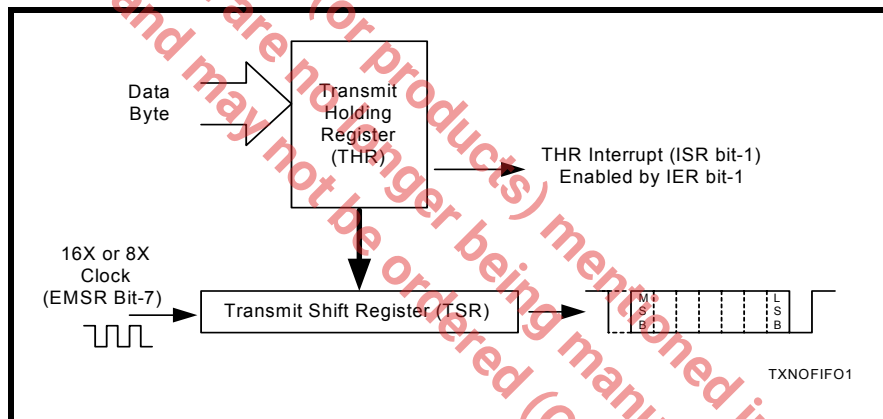 (or products) mentioned i
are no longer being manu
and may not be ordered (O
Data
Byte
Transmit
Holding
Register
(THR)
THR Interrupt (ISR bit-1)
Enabled by IER bit-1
16X or 8X
Clock
(EMSR Bit-7)
Transmit Shift Register (TSR)
M
S
B
L
S
B
TXNOFIFO1